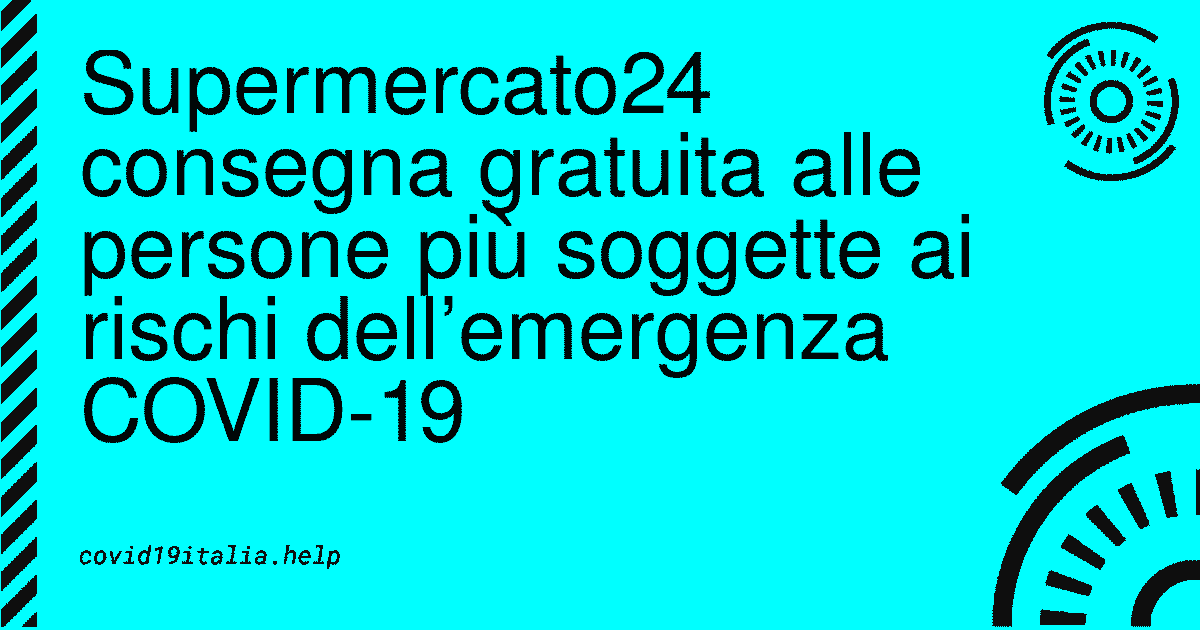 Supermercato24
consegna gratuita alle
persone più soggette ai
rischi dell’emergenza
COVID-19
covid19italia.help